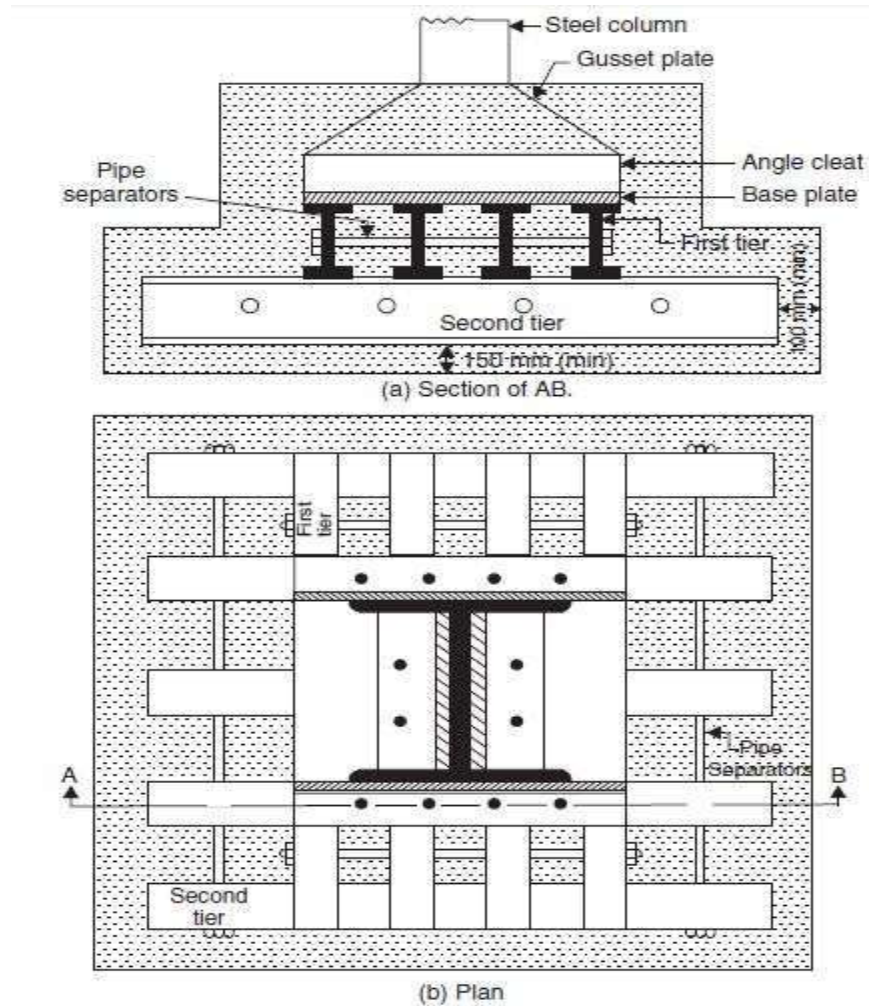 Steel column
Gusset plate
Pipe
separators
Angle cleat
Base plate
First tier
100 mm (min)
Second tier
150 mm (min)
(a) Section of AB.
First
tier
Pipe
Separators
A
B
Second
tier
(b) Plan